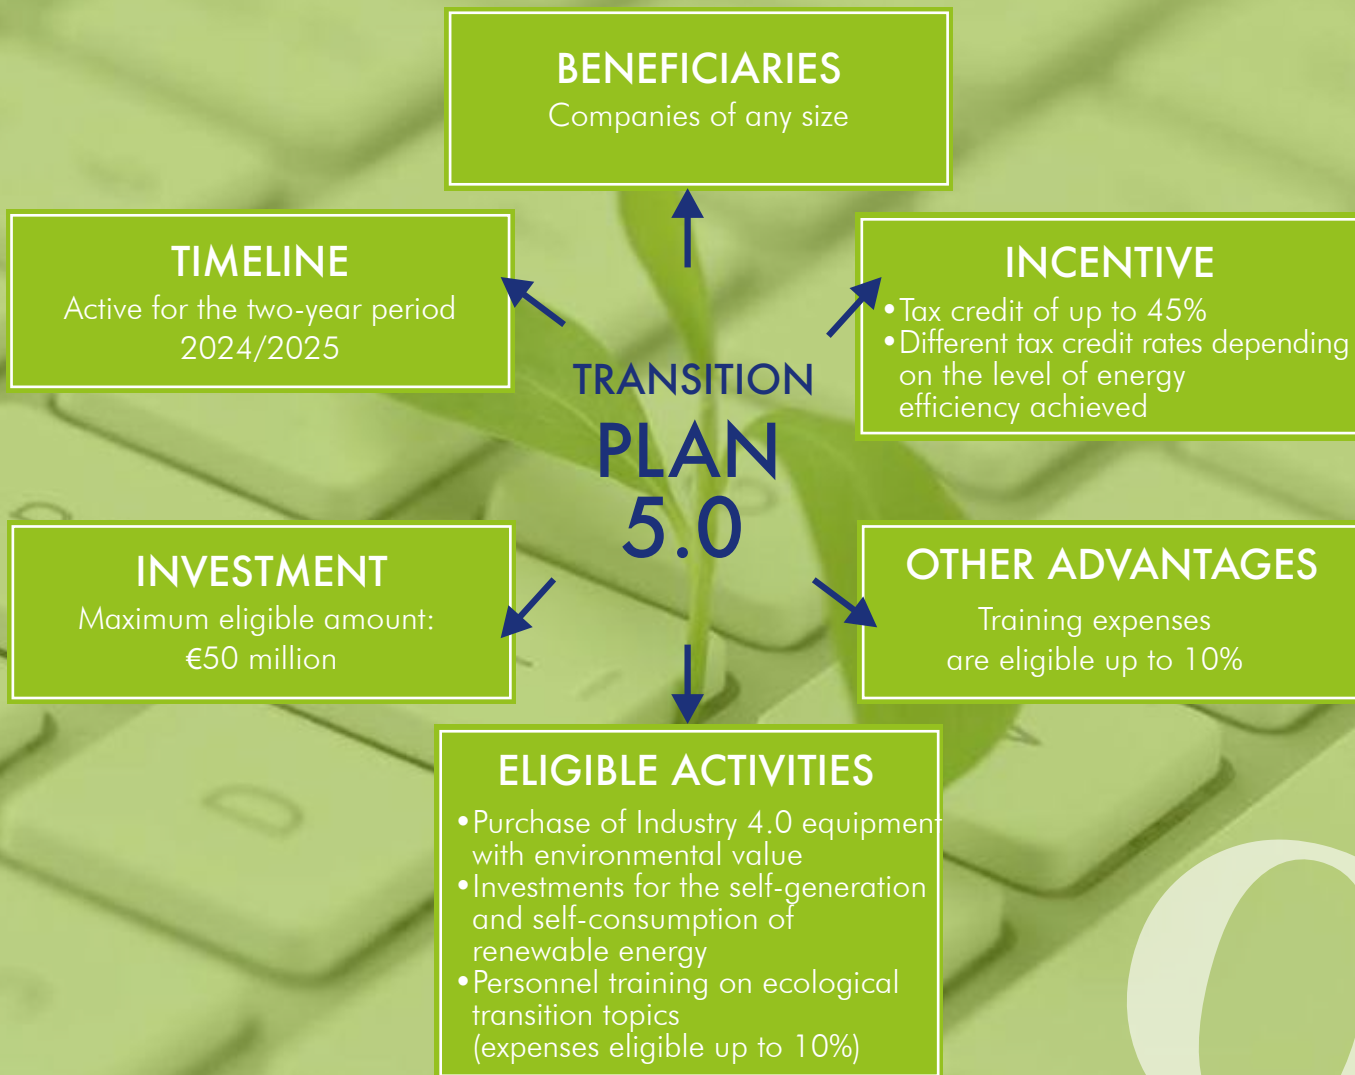 BENEFICIARIES
Companies of any size
TIMELINE
Active for the two-year period
2024/2025
INCENTIVE
•Tax credit of up to 45%
•Different tax credit rates depending
on the level of energy
efficiency achieved
TRANSITION
PLAN
5.0
INVESTMENT
Maximum eligible amount:
€50 million
OTHER ADVANTAGES
Training expenses
are eligible up to 10%
ELIGIBLE ACTIVITIES
•Purchase of Industry 4.0 equipment
with environmental value
•Investments for the self-generation
and self-consumption of
renewable energy
•Personnel training on ecological
transition topics
(expenses eligible up to 10%)
D